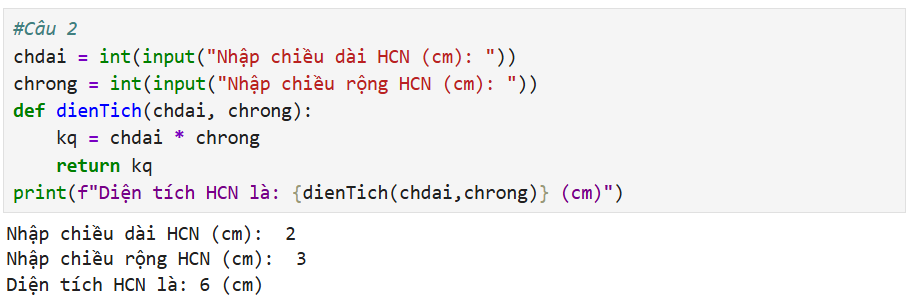 #Câu 2
chdai = int(input("Nhập chiều dài HCN (cm): "))
chrong = int(input("Nhập chiều rộng HCN (cm): "))
def dienTich(chdai, chrong):
    kq = chdai * chrong
    return kq
print(f"Diện tích HCN là: {dienTich(chdai,chrong)} (cm)")
Nhập chiều dài HCN (cm):  2
Nhập chiều rộng HCN (cm):  3
Diện tích HCN là: 6 (cm)